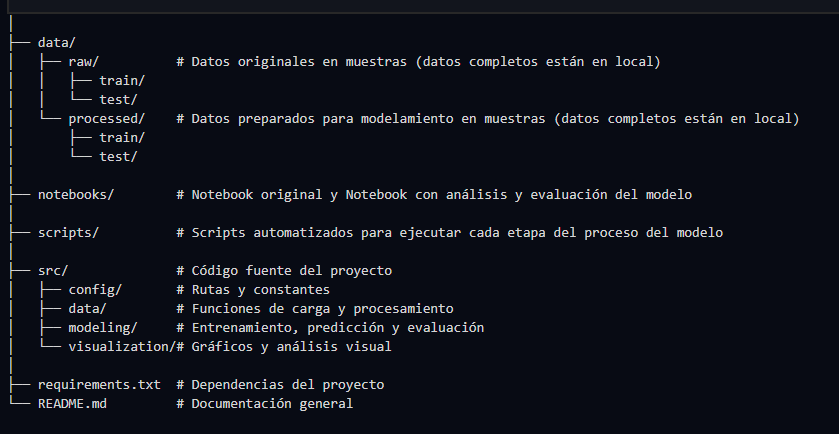 │
├── data/
│   ├── raw/          # Datos originales en muestras (datos completos están en local)
│   │   ├── train/
│   │   └── test/
│   └── processed/    # Datos preparados para modelamiento en muestras (datos completos están en local)
│       ├── train/
│       └── test/
│
├── notebooks/        # Notebook original y Notebook con análisis y evaluación del modelo
│
├── scripts/          # Scripts automatizados para ejecutar cada etapa del proceso del modelo
│
├── src/              # Código fuente del proyecto
│   ├── config/       # Rutas y constantes
│   ├── data/         # Funciones de carga y procesamiento
│   ├── modeling/     # Entrenamiento, predicción y evaluación
│   └── visualization/# Gráficos y análisis visual
│
├── requirements.txt  # Dependencias del proyecto
└── README.md         # Documentación general